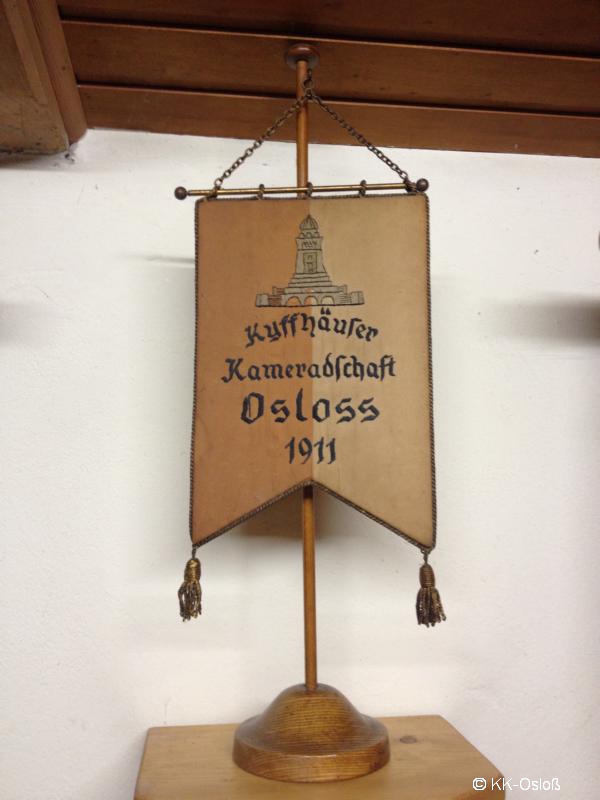 Kyffhäuser
Kameradschaft
Osloss
1911
© KK-Osloß